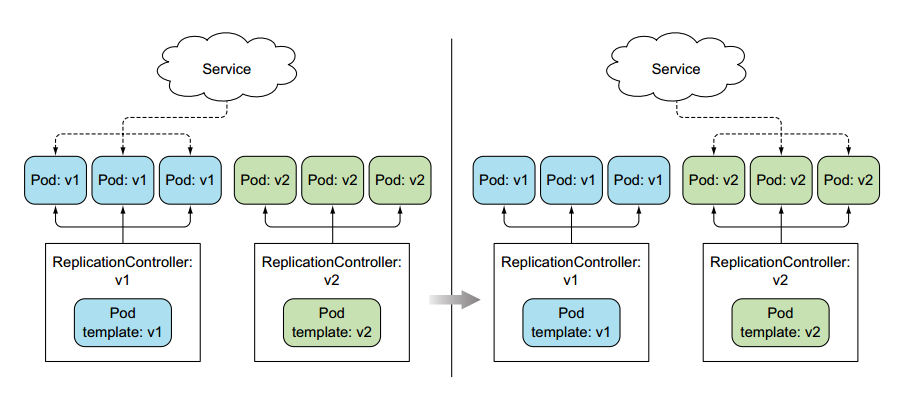 Service
Service
Pod: v1 Pod: v1 Pod: v1 Pod: v2 Pod: v2 Pod: v2
Pod: v1 Pod: v1 Pod: v1 Pod: v2 Pod: v2 Pod: v2
ReplicationController:
v1
Pod
template: v1
ReplicationController:
v2
Pod
template: v2
ReplicationController:
v1
Pod
template: v1
ReplicationController:
v2
Pod
template: v2